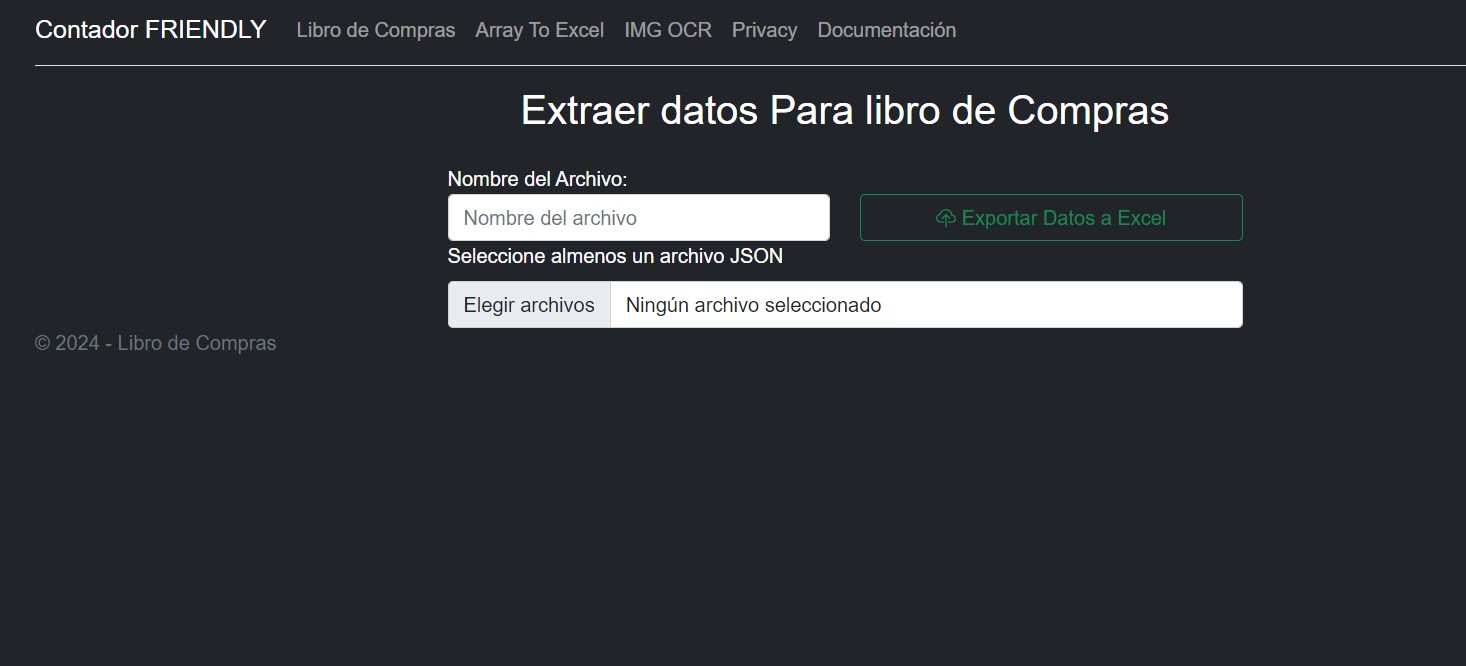 Contador FRIENDLY Libro de Compras Array To Excel IMG OCR Privacy Documentación
Extraer datos Para libro de Compras
Nombre del Archivo:
Nombre del archivo Exportar Datos a Excel
Seleccione almenos un archivo JSON
Elegir archivos Ningún archivo seleccionado
© 2024 - Libro de Compras